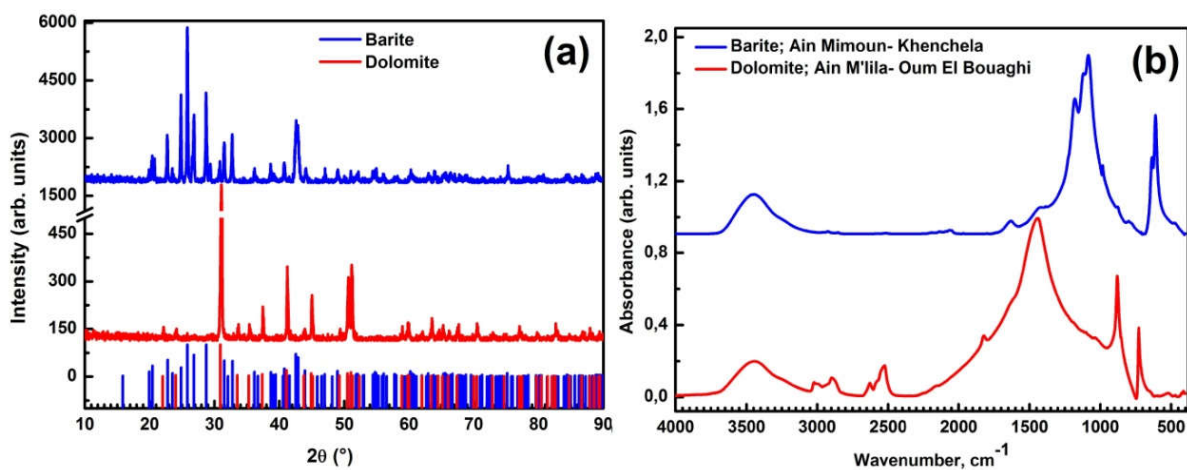 (a)
Barite
Dolomite
Intensity (arb. units)
6000
4500
3000
1500
450
300
150
0
10 20 30 40 50 60 70 80 90
2θ (°)
(b)
Barite; Ain Mimoun- Khenchela
Dolomite; Ain M'lila- Oum El Bouaghi
Absorbance (arb. units)
2,0
1,6
1,2
0,8
0,4
0,0
4000 3500 3000 2500 2000 1500 1000 500
Wavenumber, cm-1